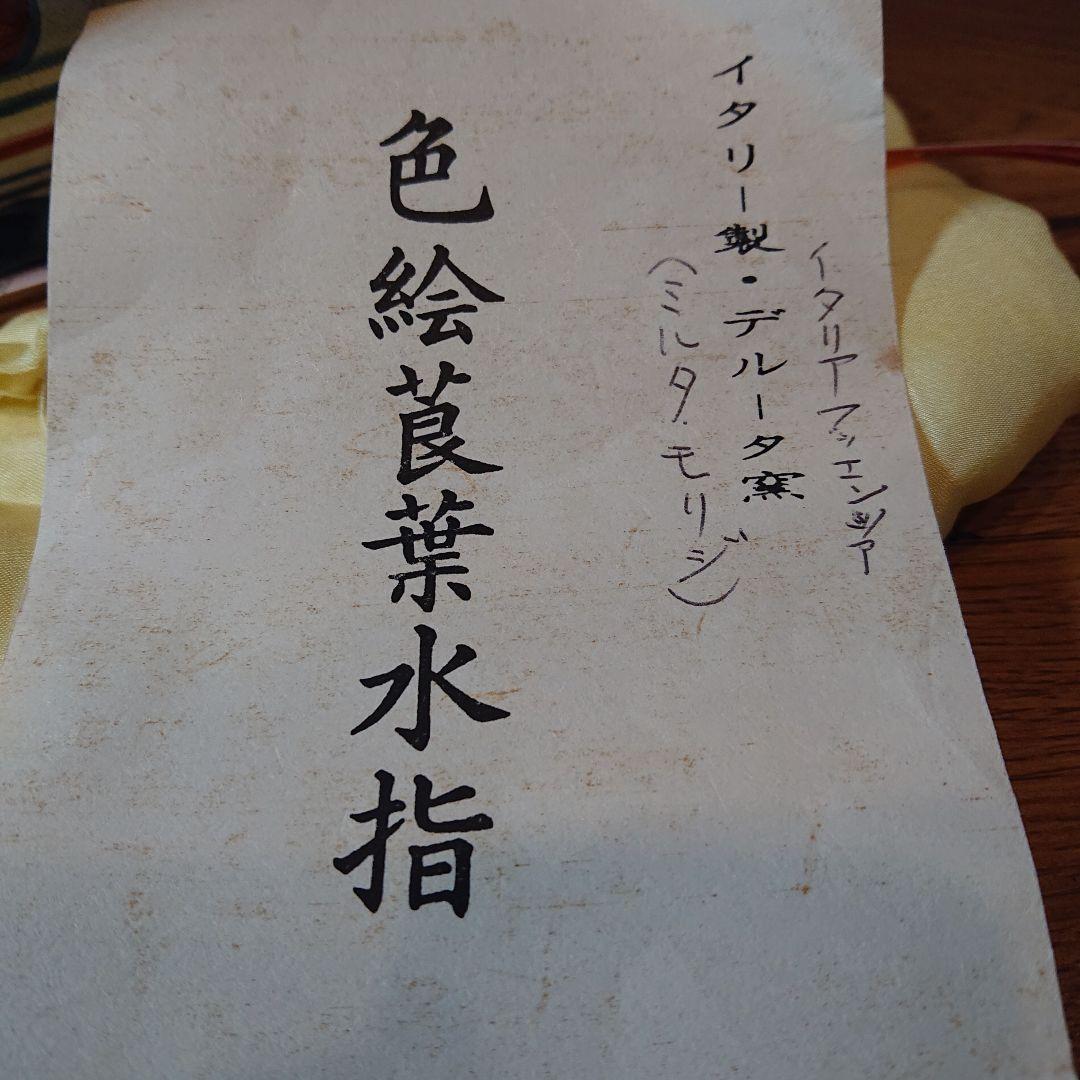 イタリア ファエンツァ
イタリー製・デルータ窯
(ミルタ・モリジ)
色絵莨葉水指